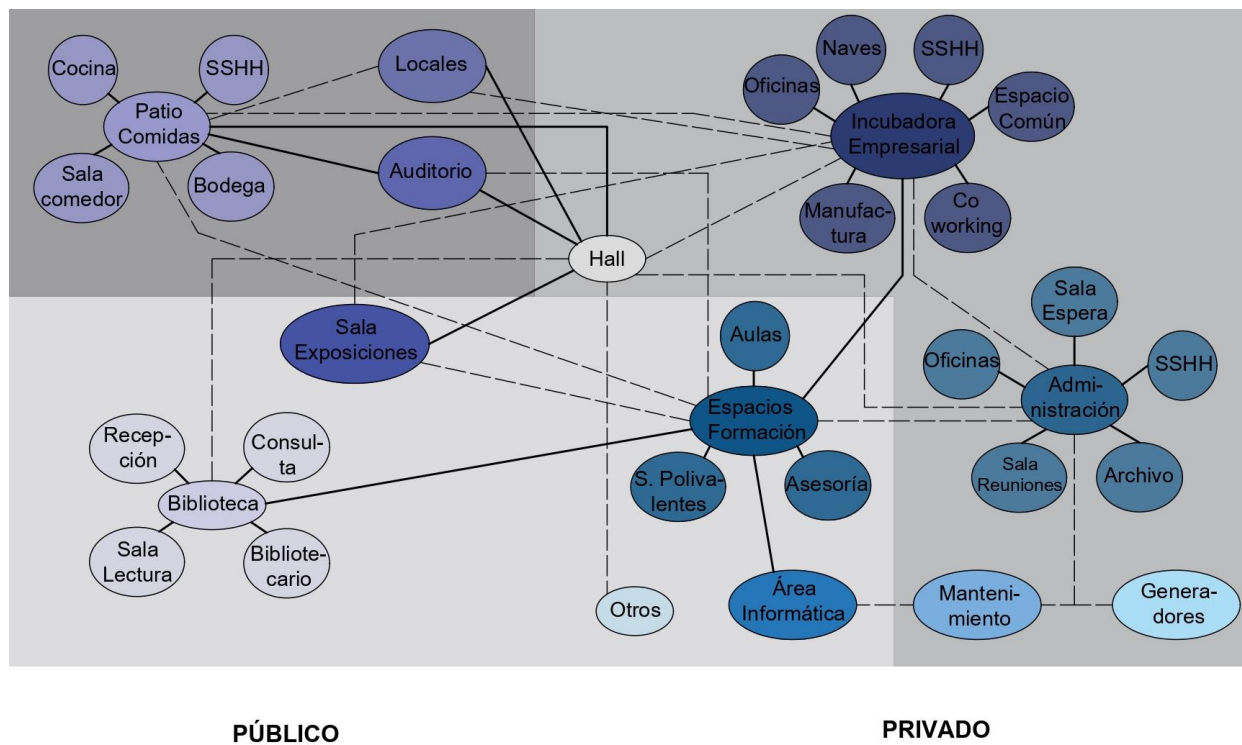 Cocina
SSHH
Patio
Comidas
Sala
comedor
Bodega
Locales
Auditorio
Hall
Naves
SSHH
Oficinas
Espacio
Común
Incubadora
Empresarial
Manufac-
tura
Co
working
Sala
Exposiciones
Aulas
Espacios
Formación
S. Poliva-
lentes
Asesoría
Sala
Espera
Oficinas
SSHH
Admi-
nistración
Sala
Reuniones
Archivo
Recep-
ción
Consul-
ta
Biblioteca
Sala
Lectura
Bibliote-
cario
Otros
Área
Informática
Manteni-
miento
Genera-
dores
PÚBLICO
PRIVADO